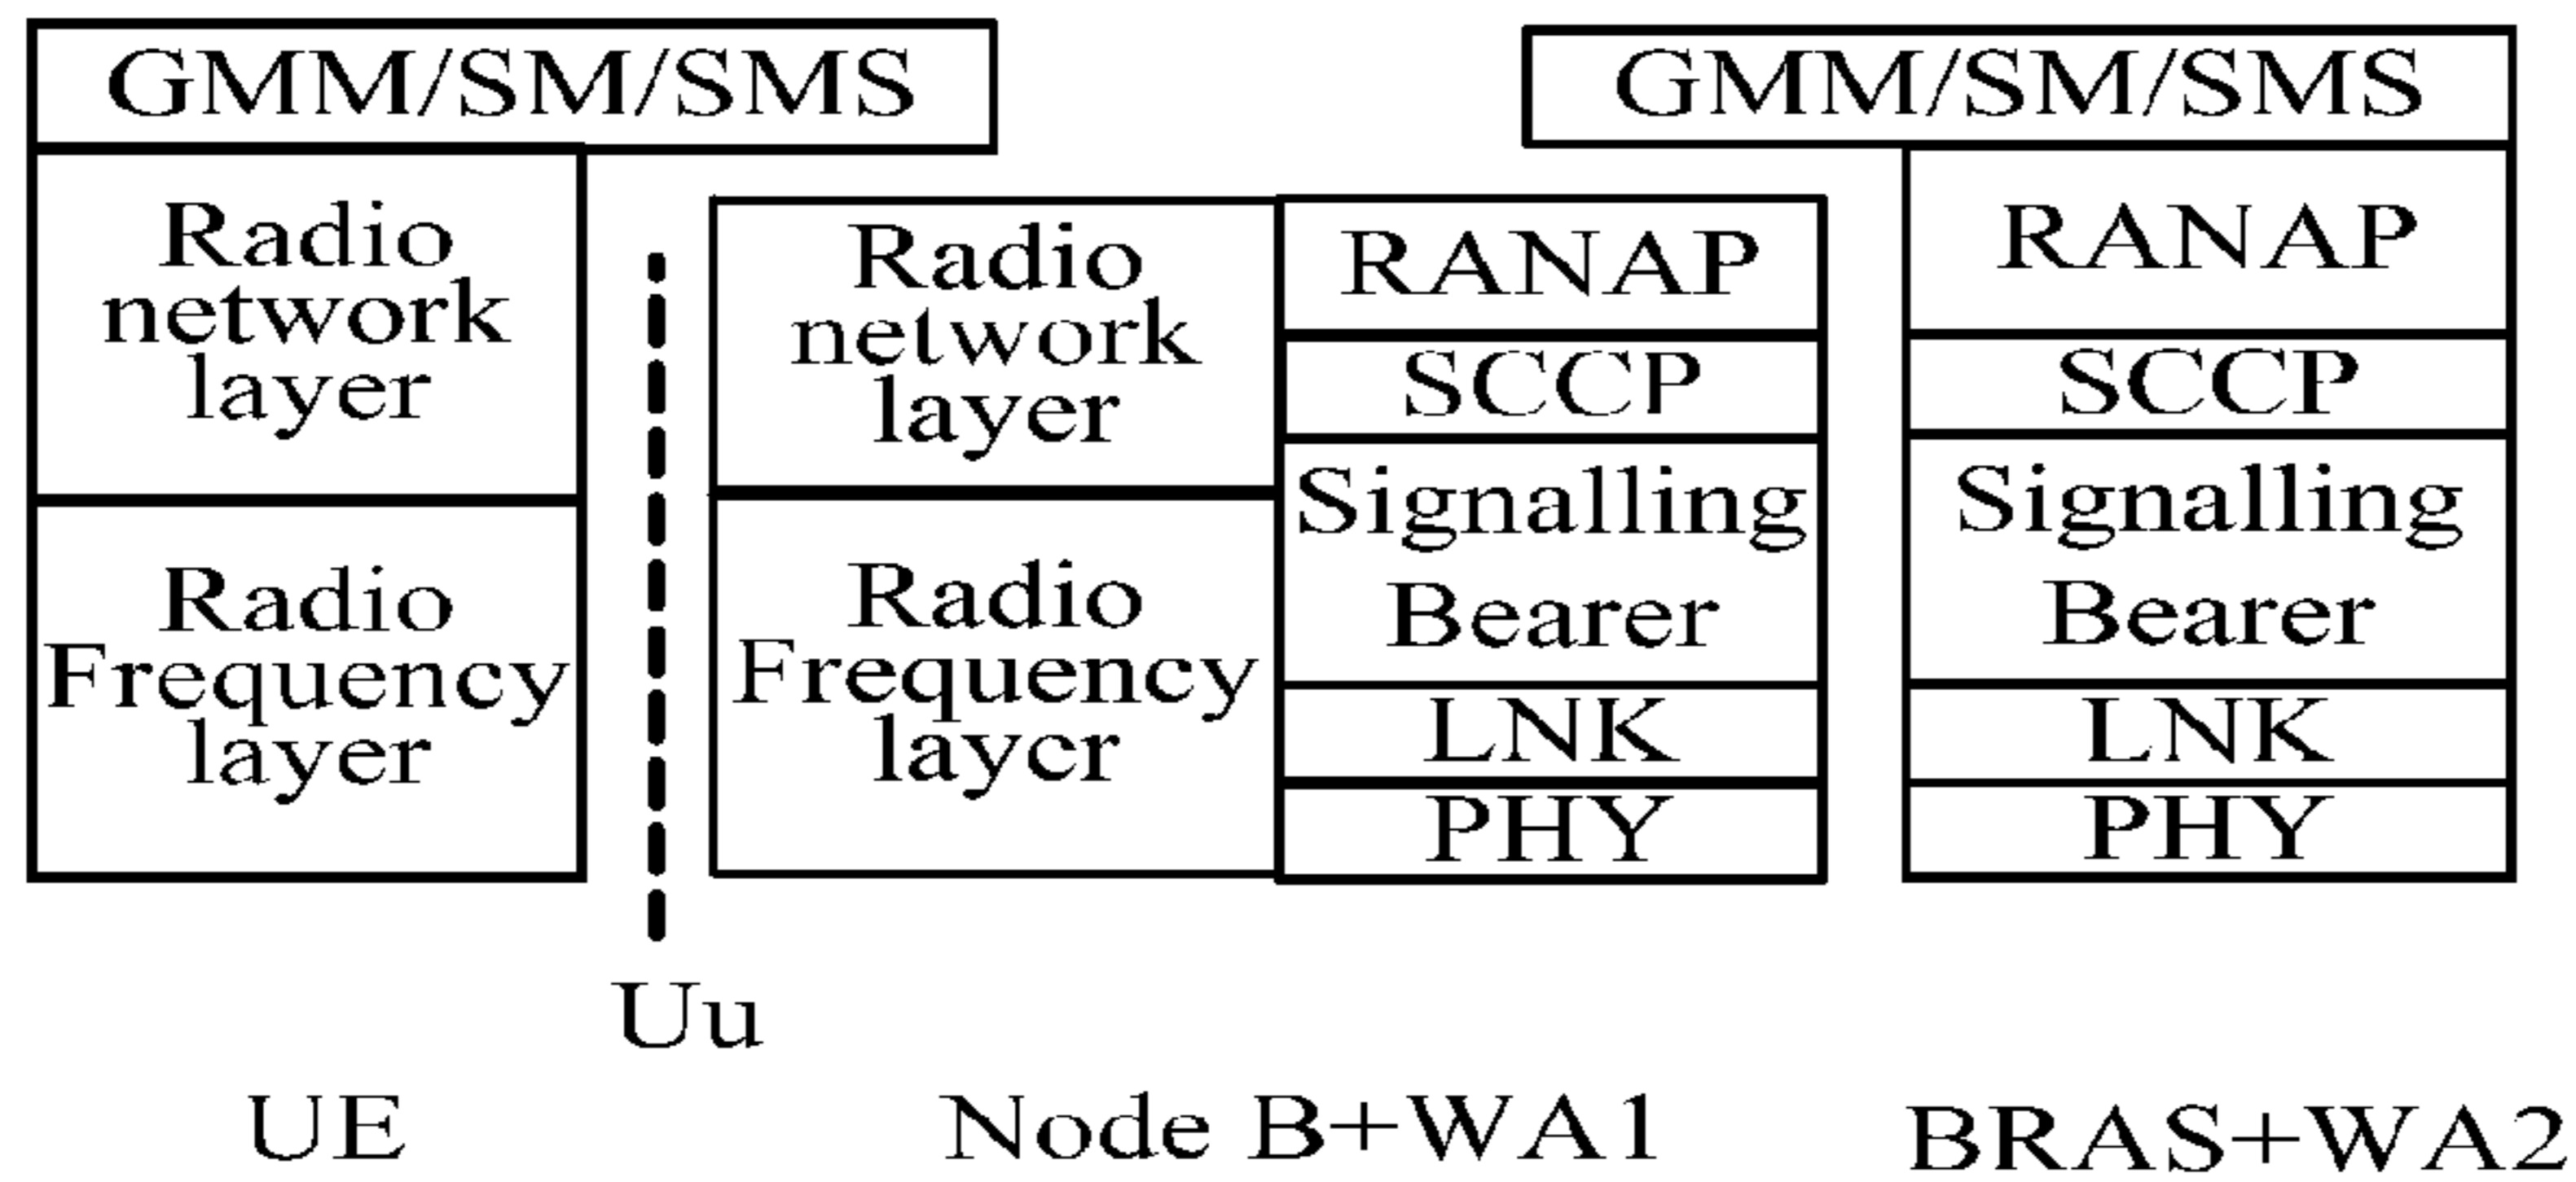 GMM/SM/SMS
Radio
network
layer
Radio
Frequency
layer
Uu
UE
Radio
network
layer
Radio
Frequency
laycr
RANAP
SCCP
Signalling
Bearer
LNK
PHY
Node B+WA1
GMM/SM/SMS
RANAP
SCCP
Signalling
Bearer
LNK
PHY
BRAS+WA2